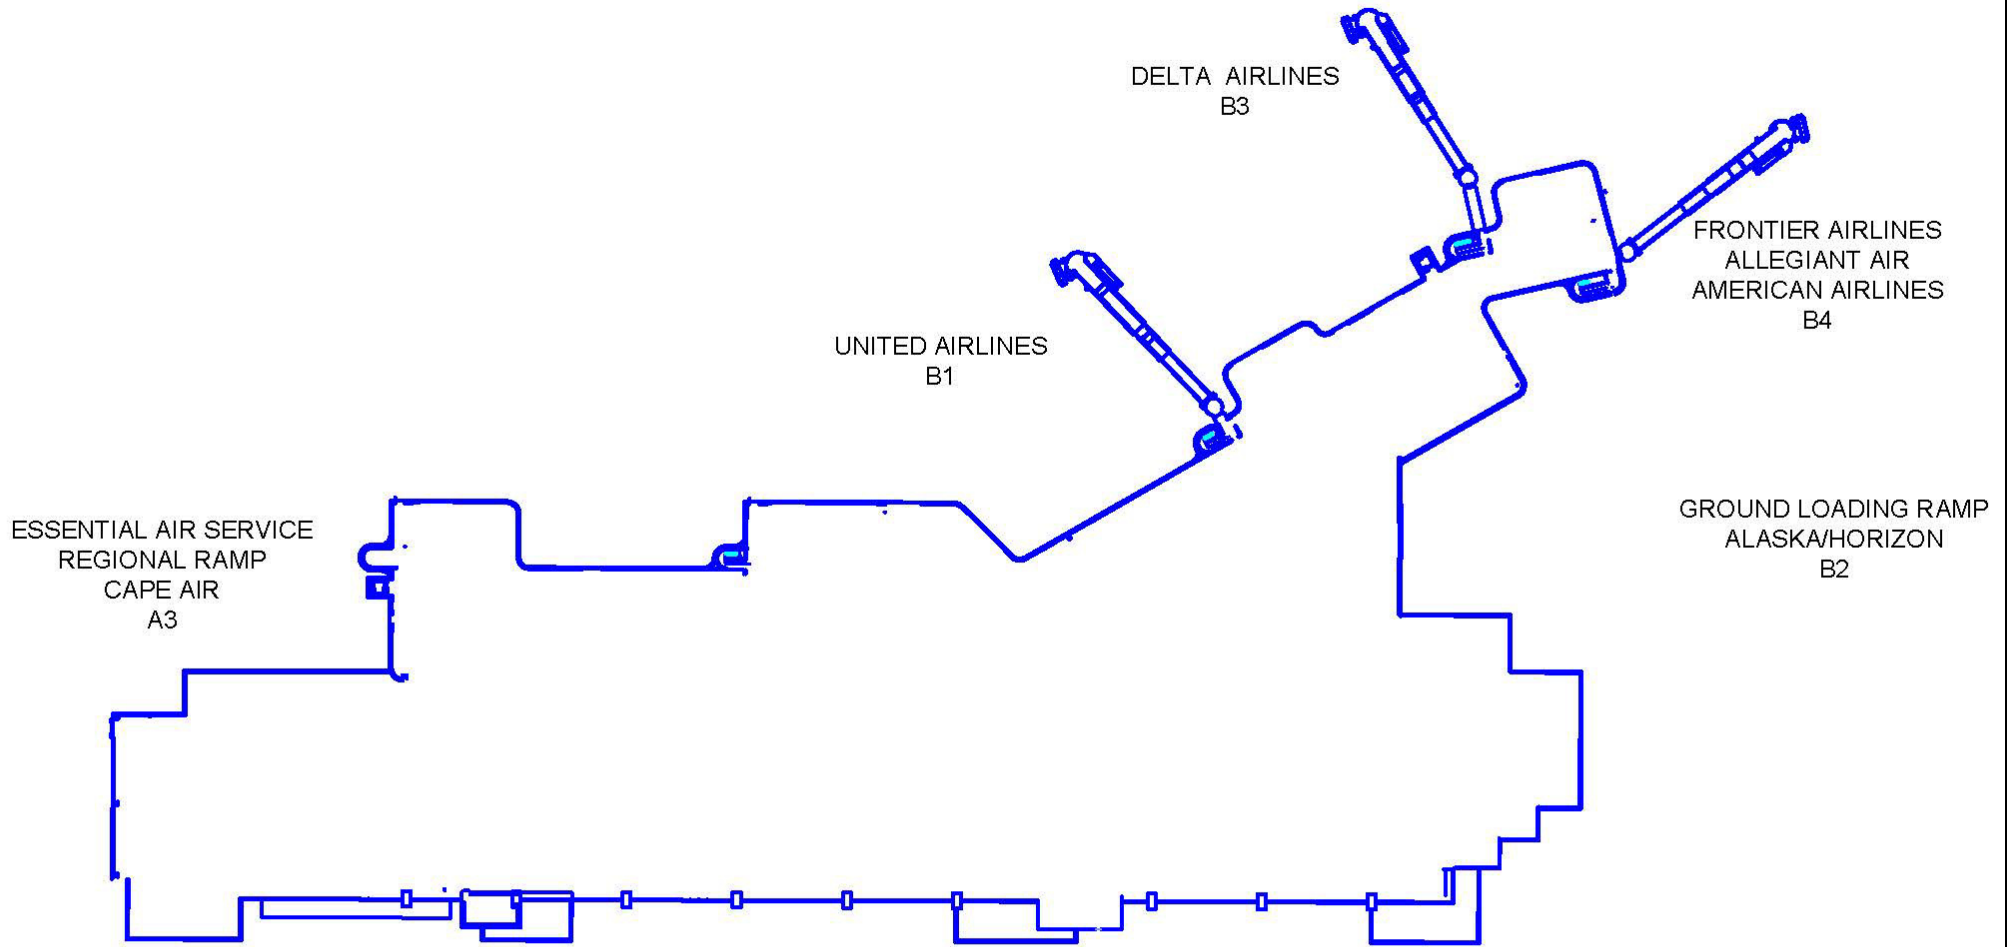 DELTA AIRLINES
B3
FRONTIER AIRLINES
ALLEGIANT AIR
AMERICAN AIRLINES
B4
UNITED AIRLINES
B1
ESSENTIAL AIR SERVICE
REGIONAL RAMP
CAPE AIR
A3
GROUND LOADING RAMP
ALASKA/HORIZON
B2